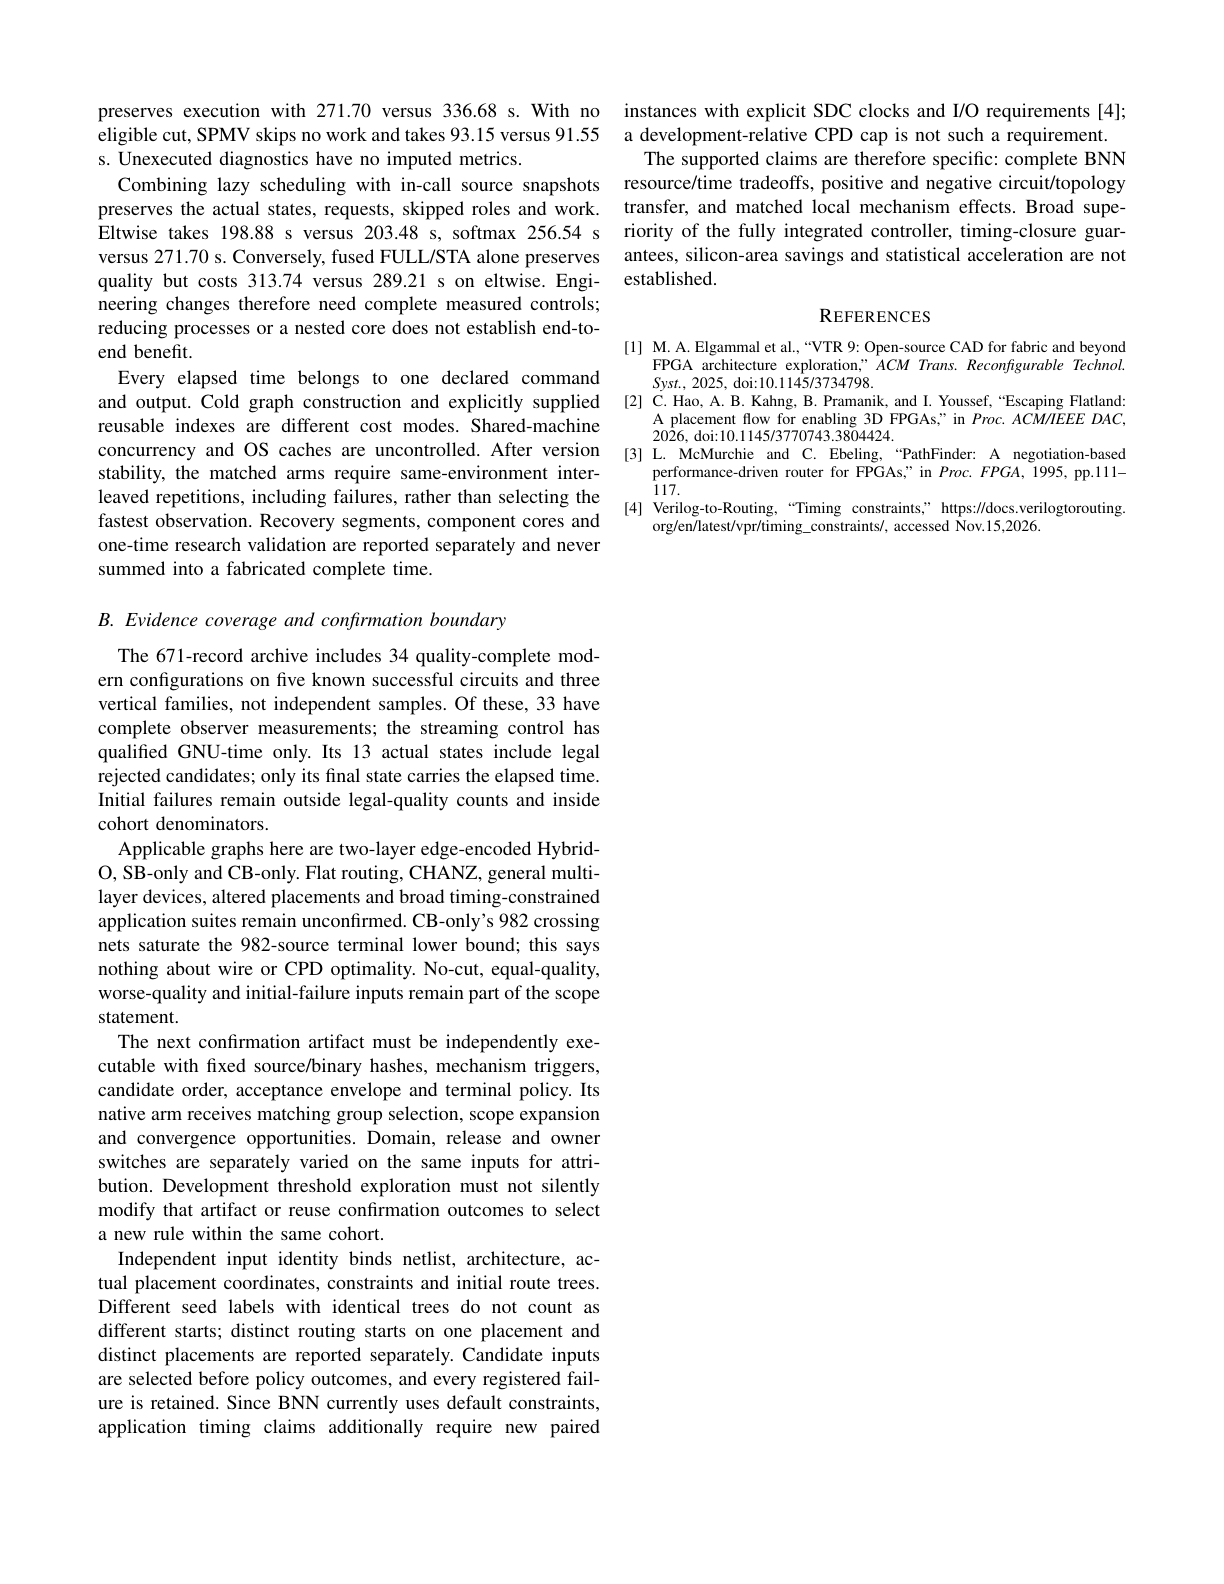 preserves execution with 271.70 versus 336.68 s. With no
eligible cut, SPMV skips no work and takes 93.15 versus 91.55
s. Unexecuted diagnostics have no imputed metrics.
Combining lazy scheduling with in-call source snapshots
preserves the actual states, requests, skipped roles and work.
Eltwise takes 198.88 s versus 203.48 s, softmax 256.54 s
versus 271.70 s. Conversely, fused FULL/STA alone preserves
quality but costs 313.74 versus 289.21 s on eltwise. Engi-
neering changes therefore need complete measured controls;
reducing processes or a nested core does not establish end-to-
end benefit.
Every elapsed time belongs to one declared command
and output. Cold graph construction and explicitly supplied
reusable indexes are different cost modes. Shared-machine
concurrency and OS caches are uncontrolled. After version
stability, the matched arms require same-environment inter-
leaved repetitions, including failures, rather than selecting the
fastest observation. Recovery segments, component cores and
one-time research validation are reported separately and never
summed into a fabricated complete time.
B. Evidence coverage and confirmation boundary
The 671-record archive includes 34 quality-complete mod-
ern configurations on five known successful circuits and three
vertical families, not independent samples. Of these, 33 have
complete observer measurements; the streaming control has
qualified GNU-time only. Its 13 actual states include legal
rejected candidates; only its final state carries the elapsed time.
Initial failures remain outside legal-quality counts and inside
cohort denominators.
Applicable graphs here are two-layer edge-encoded Hybrid-
O, SB-only and CB-only. Flat routing, CHANZ, general multi-
layer devices, altered placements and broad timing-constrained
application suites remain unconfirmed. CB-only's 982 crossing
nets saturate the 982-source terminal lower bound; this says
nothing about wire or CPD optimality. No-cut, equal-quality,
worse-quality and initial-failure inputs remain part of the scope
statement.
The next confirmation artifact must be independently exe-
cutable with fixed source/binary hashes, mechanism triggers,
candidate order, acceptance envelope and terminal policy. Its
native arm receives matching group selection, scope expansion
and convergence opportunities. Domain, release and owner
switches are separately varied on the same inputs for attri-
bution. Development threshold exploration must not silently
modify that artifact or reuse confirmation outcomes to select
a new rule within the same cohort.
Independent input identity binds netlist, architecture, ac-
tual placement coordinates, constraints and initial route trees.
Different seed labels with identical trees do not count as
different starts; distinct routing starts on one placement and
distinct placements are reported separately. Candidate inputs
are selected before policy outcomes, and every registered fail-
ure is retained. Since BNN currently uses default constraints,
application timing claims additionally require new paired
instances with explicit SDC clocks and I/O requirements [4];
a development-relative CPD cap is not such a requirement.
The supported claims are therefore specific: complete BNN
resource/time tradeoffs, positive and negative circuit/topology
transfer, and matched local mechanism effects. Broad supe-
riority of the fully integrated controller, timing-closure guar-
antees, silicon-area savings and statistical acceleration are not
established.
REFERENCES
[1] M. A. Elgammal et al., “VTR 9: Open-source CAD for fabric and beyond
FPGA architecture exploration,” ACM Trans. Reconfigurable Technol.
Syst., 2025, doi:10.1145/3734798.
[2] C. Hao, A. B. Kahng, B. Pramanik, and I. Youssef, “Escaping Flatland:
A placement flow for enabling 3D FPGAs,” in Proc. ACM/IEEE DAC,
2026, doi:10.1145/3770743.3804424.
[3] L. McMurchie and C. Ebeling, “PathFinder: A negotiation-based
performance-driven router for FPGAs,” in Proc. FPGA, 1995, pp.111–
117.
[4] Verilog-to-Routing, “Timing constraints,” https://docs.verilogtorouting.
org/en/latest/vpr/timing_constraints/, accessed Nov.15,2026.